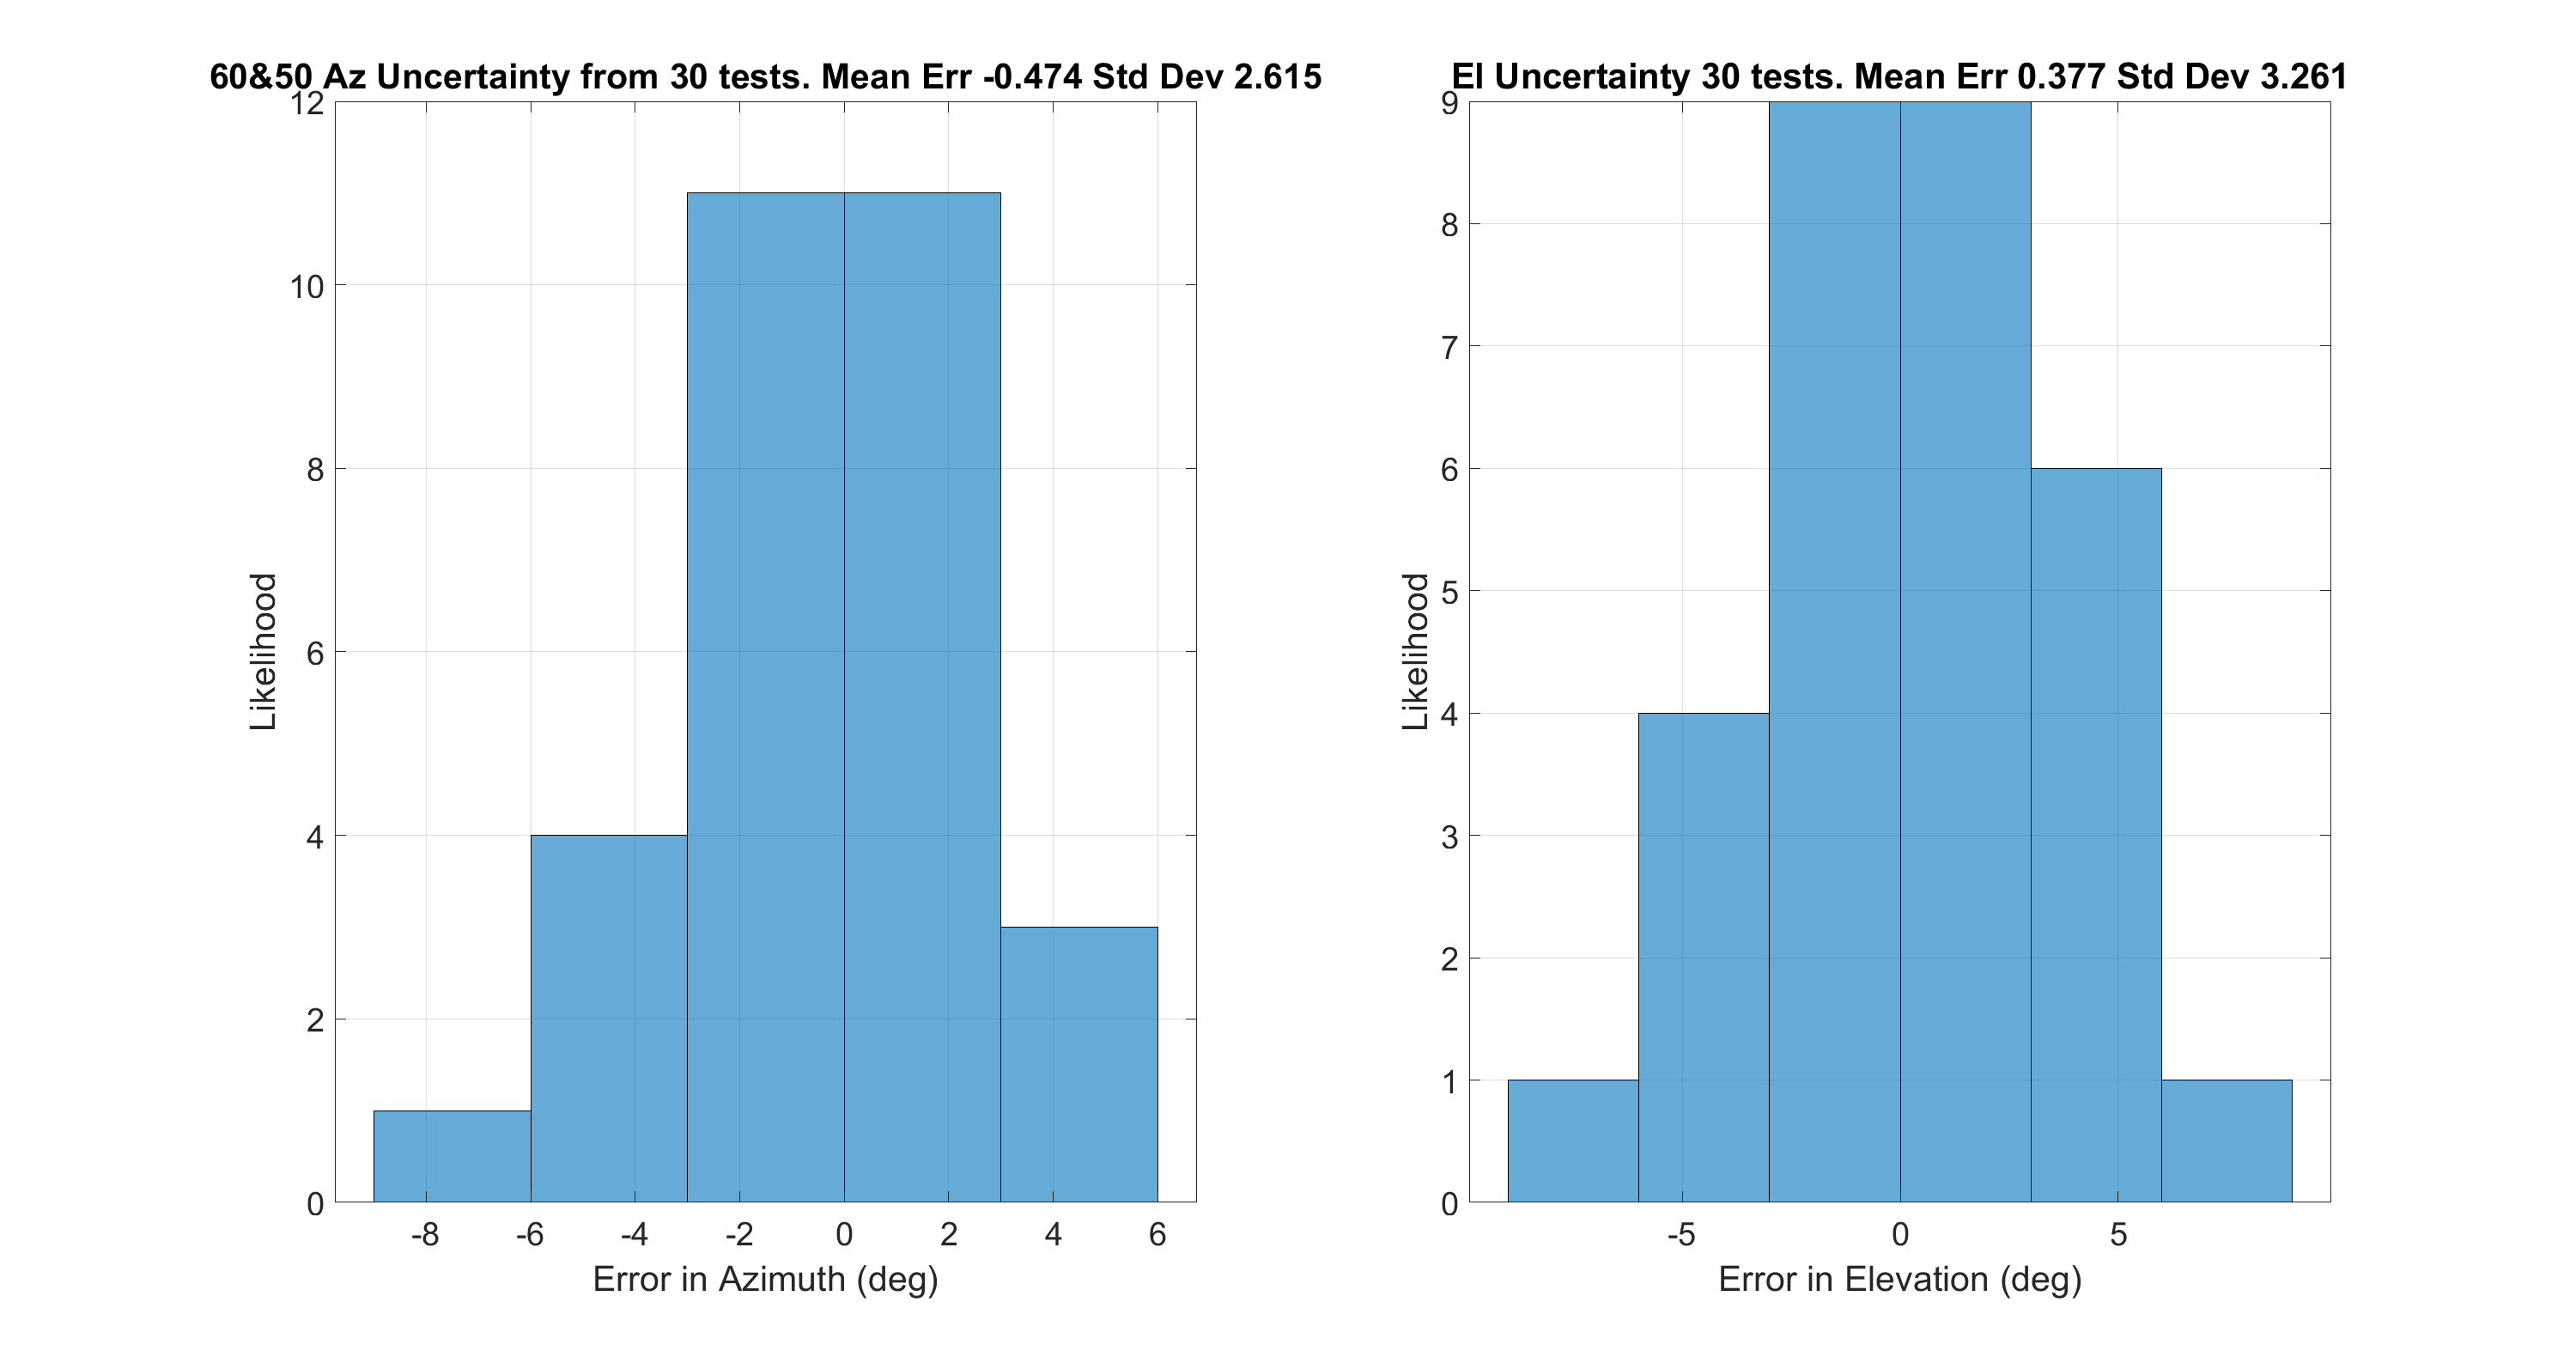 60&50 Az Uncertainty from 30 tests. Mean Err -0.474 Std Dev 2.615
12
10
8
6
4
2
0
Likelihood
-8 -6 -4 -2 0 2 4 6
Error in Azimuth (deg)
El Uncertainty 30 tests. Mean Err 0.377 Std Dev 3.261
9
8
7
6
5
4
3
2
1
0
Likelihood
-5 0 5
Error in Elevation (deg)